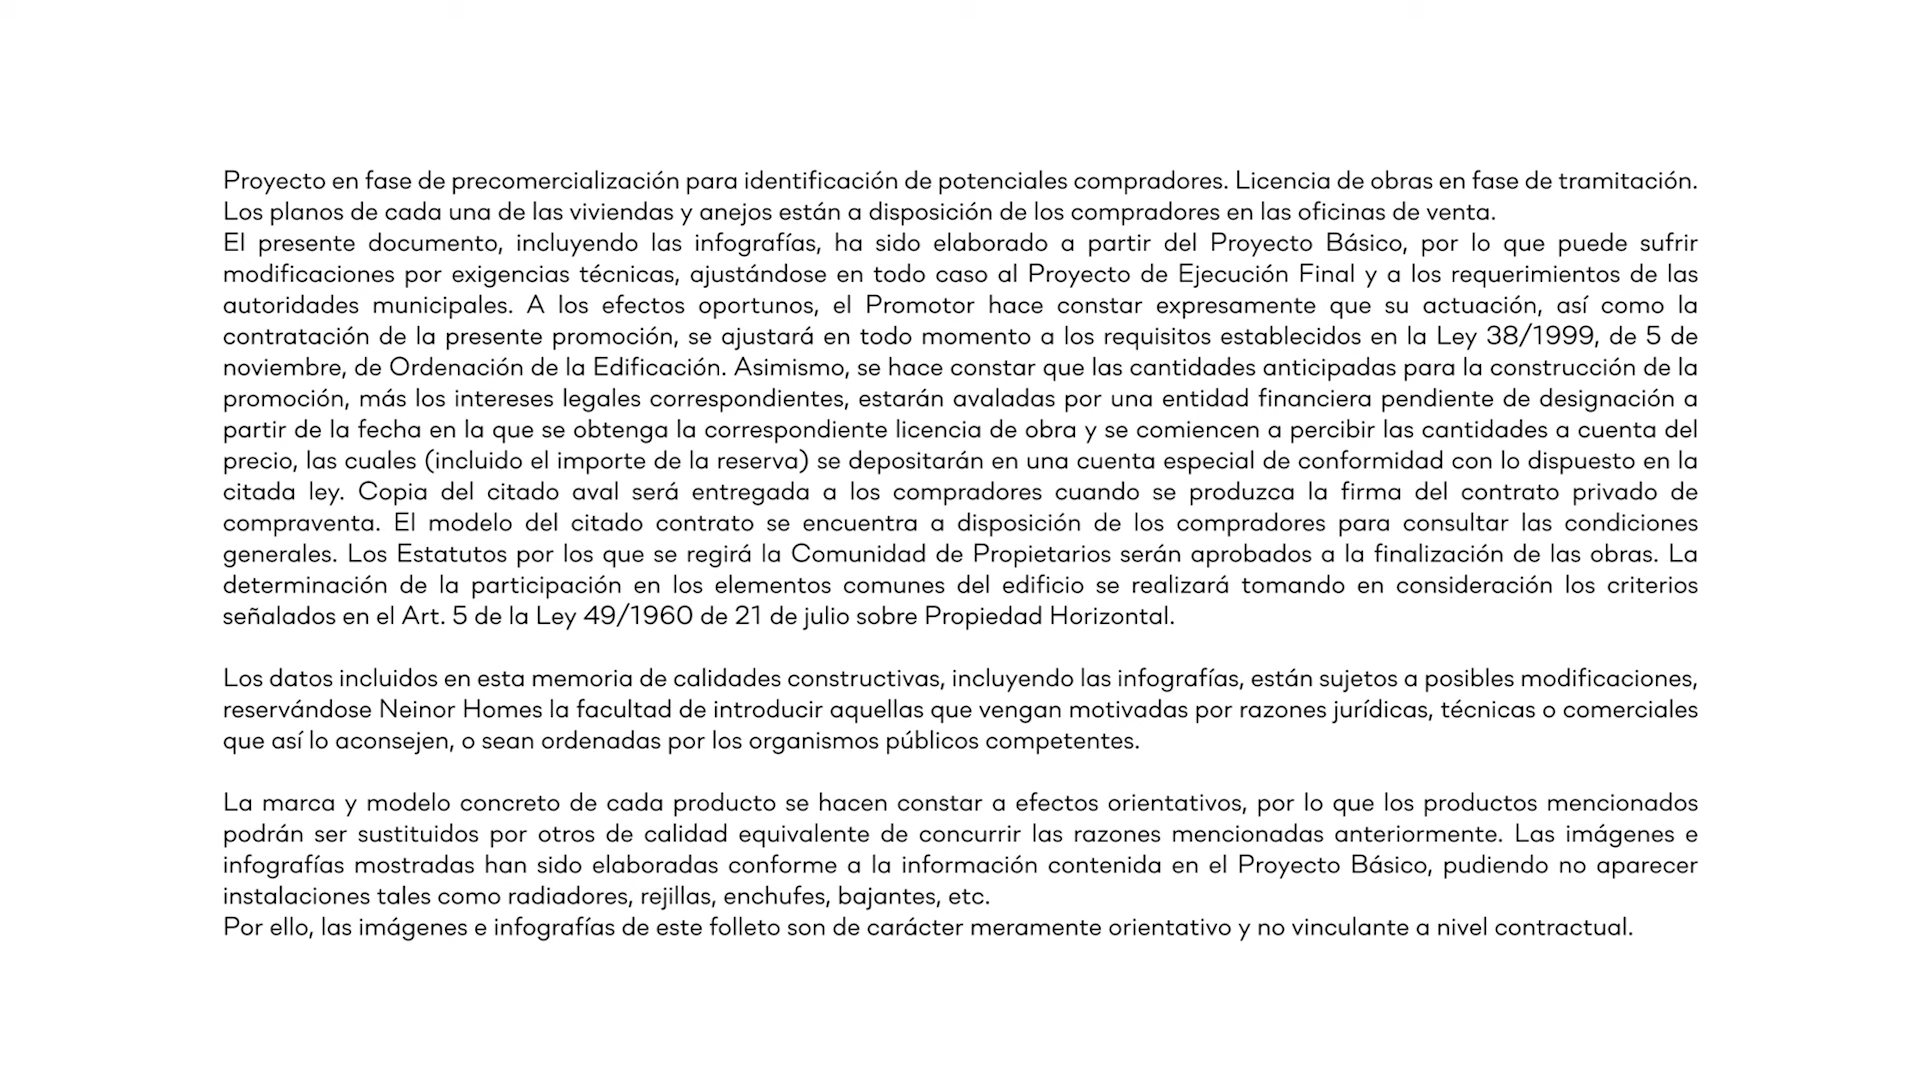 Proyecto en fase de precomercialización para identificación de potenciales compradores. Licencia de obras en fase de tramitación.
Los planos de cada una de las viviendas y anejos están a disposición de los compradores en las oficinas de venta.
El presente documento, incluyendo las infografías, ha sido elaborado a partir del Proyecto Básico, por lo que puede sufrir
modificaciones por exigencias técnicas, ajustándose en todo caso al Proyecto de Ejecución Final y a los requerimientos de las
autoridades municipales. A los efectos oportunos, el Promotor hace constar expresamente que su actuación, así como la
contratación de la presente promoción, se ajustará en todo momento a los requisitos establecidos en la Ley 38/1999, de 5 de
noviembre, de Ordenación de la Edificación. Asimismo, se hace constar que las cantidades anticipadas para la construcción de la
promoción, más los intereses legales correspondientes, estarán avaladas por una entidad financiera pendiente de designación a
partir de la fecha en la que se obtenga la correspondiente licencia de obra y se comiencen a percibir las cantidades a cuenta del
precio, las cuales (incluido el importe de la reserva) se depositarán en una cuenta especial de conformidad con lo dispuesto en la
citada ley. Copia del citado aval será entregada a los compradores cuando se produzca la firma del contrato privado de
compraventa. El modelo del citado contrato se encuentra a disposición de los compradores para consultar las condiciones
generales. Los Estatutos por los que se regirá la Comunidad de Propietarios serán aprobados a la finalización de las obras. La
determinación de la participación en los elementos comunes del edificio se realizará tomando en consideración los criterios
señalados en el Art. 5 de la Ley 49/1960 de 21 de julio sobre Propiedad Horizontal.
Los datos incluidos en esta memoria de calidades constructivas, incluyendo las infografías, están sujetos a posibles modificaciones,
reservándose Neinor Homes la facultad de introducir aquellas que vengan motivadas por razones jurídicas, técnicas o comerciales
que así lo aconsejen, o sean ordenadas por los organismos públicos competentes.
La marca y modelo concreto de cada producto se hacen constar a efectos orientativos, por lo que los productos mencionados
podrán ser sustituidos por otros de calidad equivalente de concurrir las razones mencionadas anteriormente. Las imágenes e
infografías mostradas han sido elaboradas conforme a la información contenida en el Proyecto Básico, pudiendo no aparecer
instalaciones tales como radiadores, rejillas, enchufes, bajantes, etc.
Por ello, las imágenes e infografías de este folleto son de carácter meramente orientativo y no vinculante a nivel contractual.